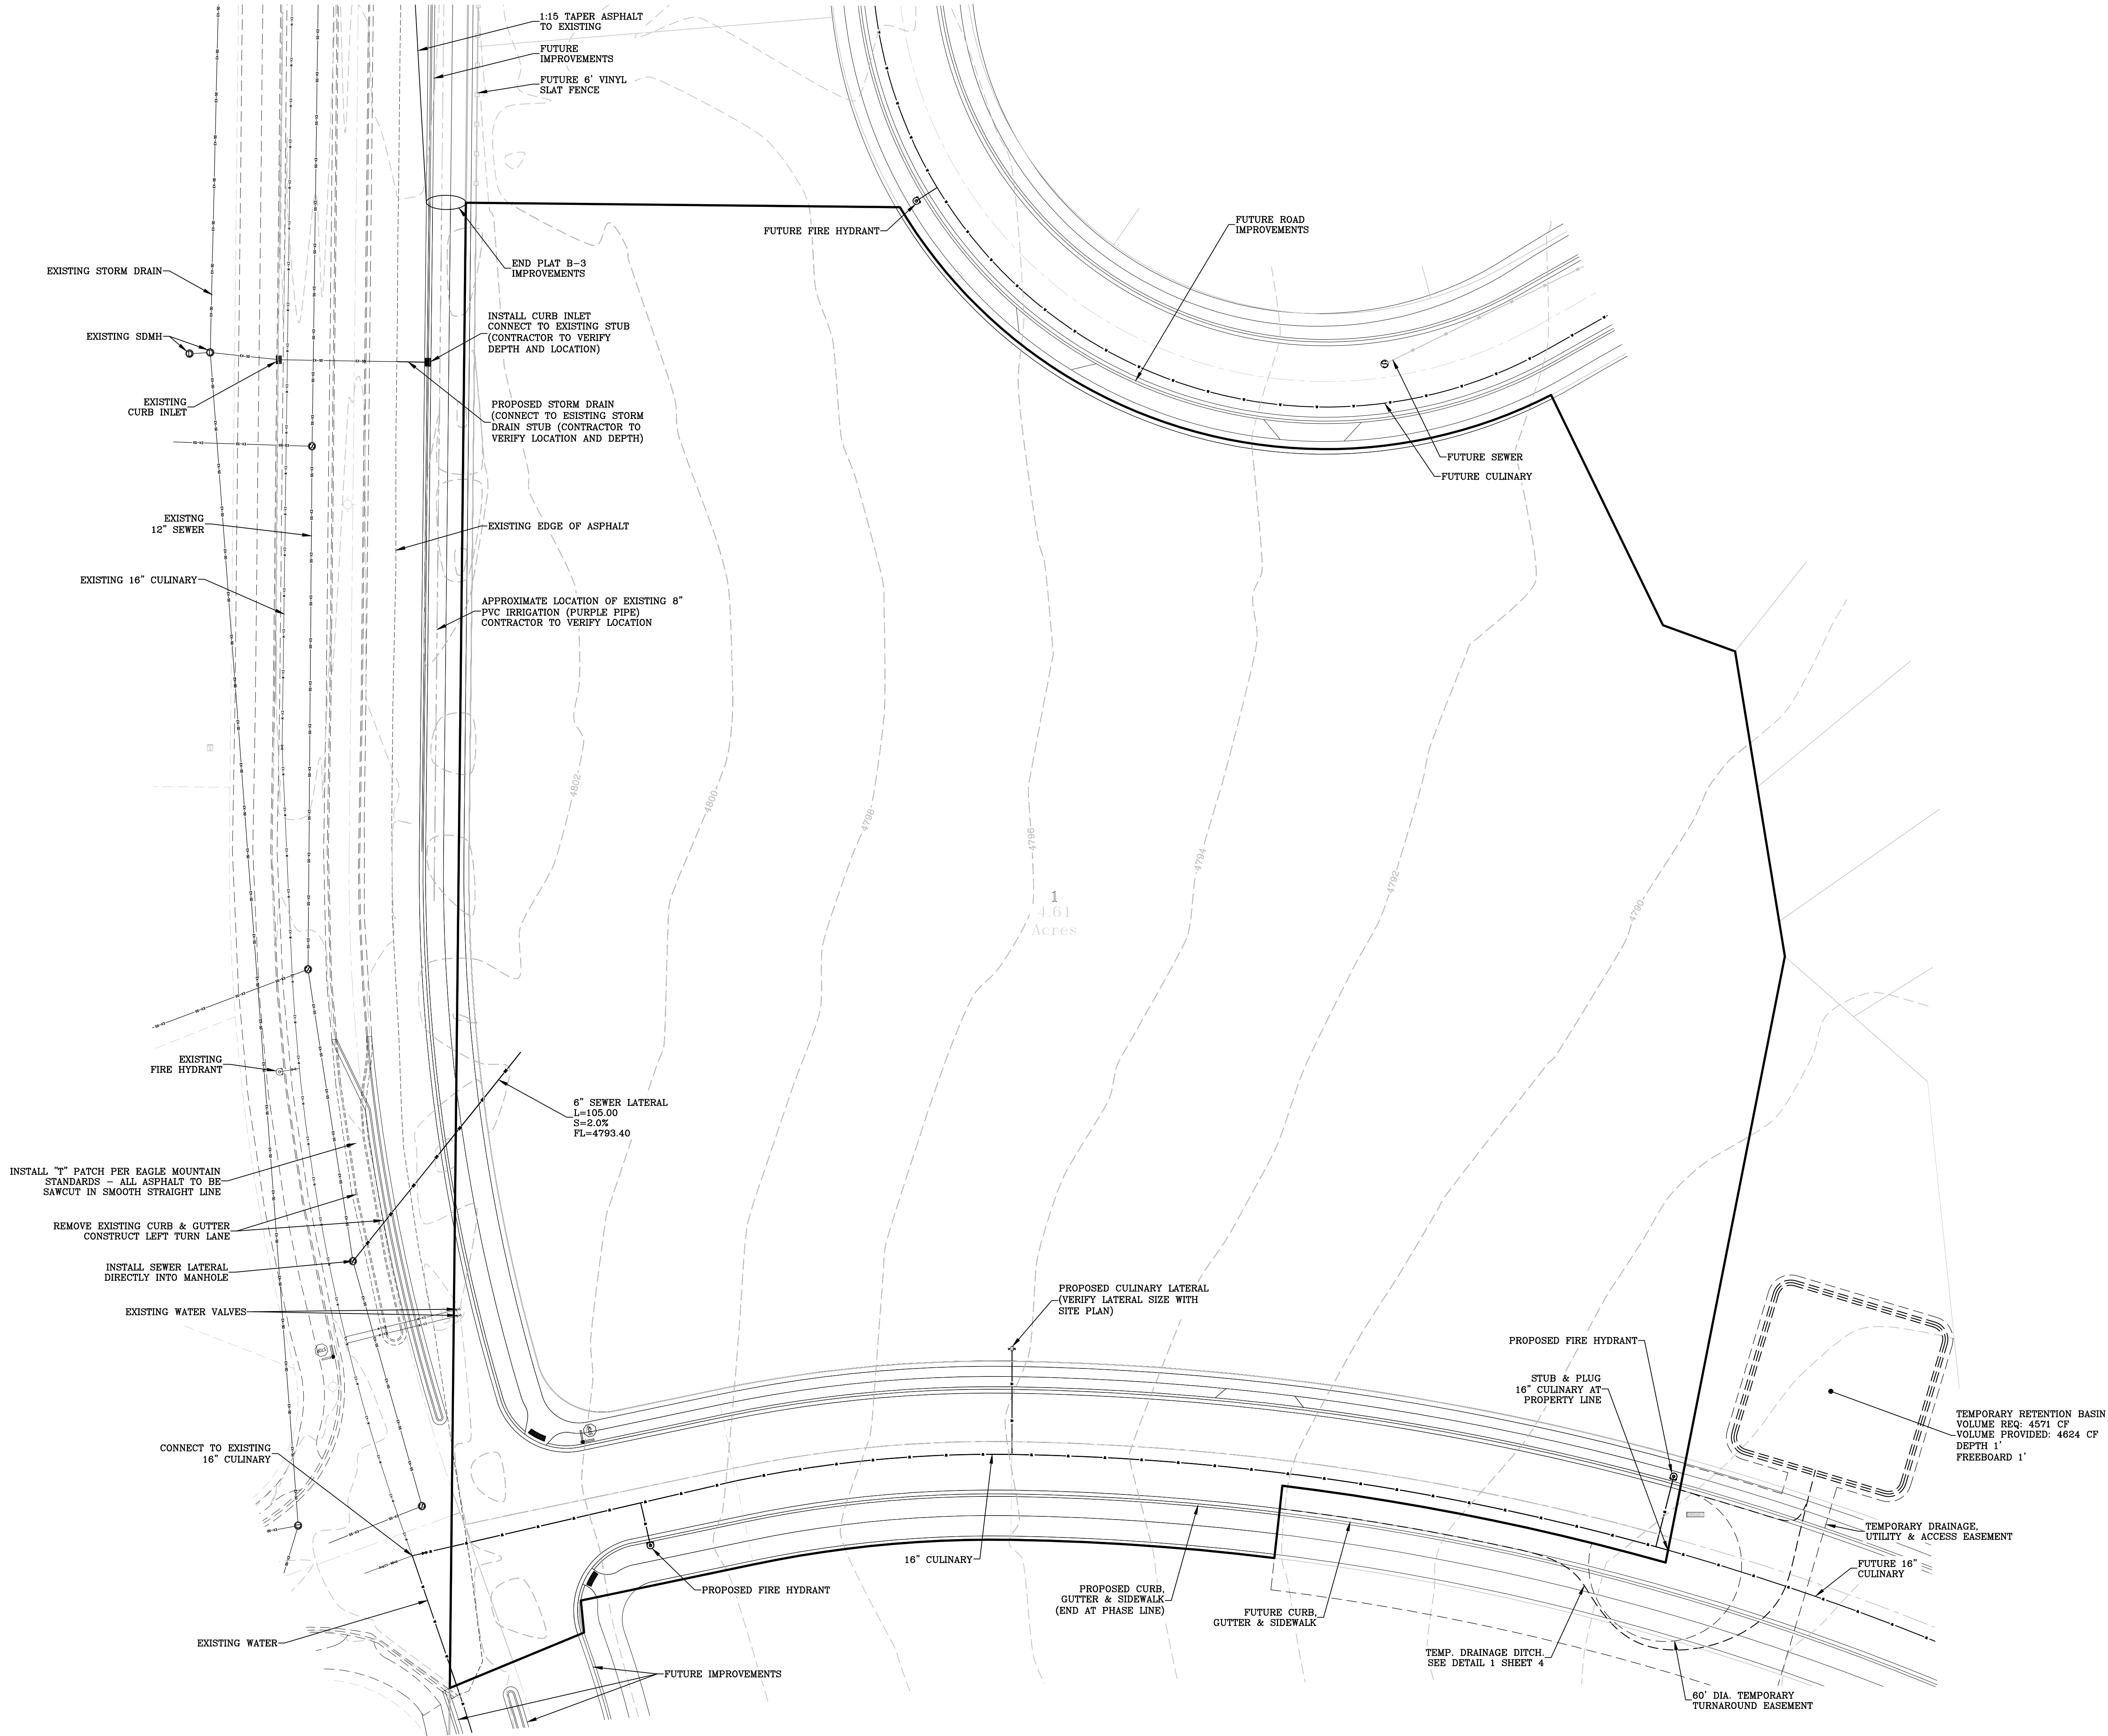 1:15 TAPER ASPHALT
TO EXISTING
FUTURE
IMPROVEMENTS
FUTURE 6' VINYL
SLAT FENCE
FUTURE FIRE HYDRANT
FUTURE ROAD
IMPROVEMENTS
EXISTING STORM DRAIN
END PLAT B-3
IMPROVEMENTS
EXISTING SDMH
INSTALL CURB INLET
CONNECT TO EXISTING STUB
(CONTRACTOR TO VERIFY
DEPTH AND LOCATION)
EXISTING
CURB INLET
PROPOSED STORM DRAIN
(CONNECT TO ESISTING STORM
DRAIN STUB (CONTRACTOR TO
VERIFY LOCATION AND DEPTH)
FUTURE SEWER
FUTURE CULINARY
EXISTNG
12" SEWER
EXISTING EDGE OF ASPHALT
EXISTING 16" CULINARY
APPROXIMATE LOCATION OF EXISTING 8"
PVC IRRIGATION (PURPLE PIPE)
CONTRACTOR TO VERIFY LOCATION
4802
4800
4798
4796
4794
4792
4790
1
4.61
Acres
EXISTING
FIRE HYDRANT
6" SEWER LATERAL
L=105.00
S=2.0%
FL=4793.40
INSTALL "T" PATCH PER EAGLE MOUNTAIN
STANDARDS - ALL ASPHALT TO BE
SAWCUT IN SMOOTH STRAIGHT LINE
REMOVE EXISTING CURB & GUTTER
CONSTRUCT LEFT TURN LANE
INSTALL SEWER LATERAL
DIRECTLY INTO MANHOLE
EXISTING WATER VALVES
PROPOSED CULINARY LATERAL
(VERIFY LATERAL SIZE WITH
SITE PLAN)
PROPOSED FIRE HYDRANT
STUB & PLUG
16" CULINARY AT
PROPERTY LINE
TEMPORARY RETENTION BASIN
VOLUME REQ: 4571 CF
VOLUME PROVIDED: 4624 CF
DEPTH 1'
FREEBOARD 1'
CONNECT TO EXISTING
16" CULINARY
TEMPORARY DRAINAGE,
UTILITY & ACCESS EASEMENT
16" CULINARY
FUTURE 16"
CULINARY
PROPOSED FIRE HYDRANT
PROPOSED CURB,
GUTTER & SIDEWALK
(END AT PHASE LINE)
FUTURE CURB,
GUTTER & SIDEWALK
EXISTING WATER
FUTURE IMPROVEMENTS
TEMP. DRAINAGE DITCH.
SEE DETAIL 1 SHEET 4
60' DIA. TEMPORARY
TURNAROUND EASEMENT